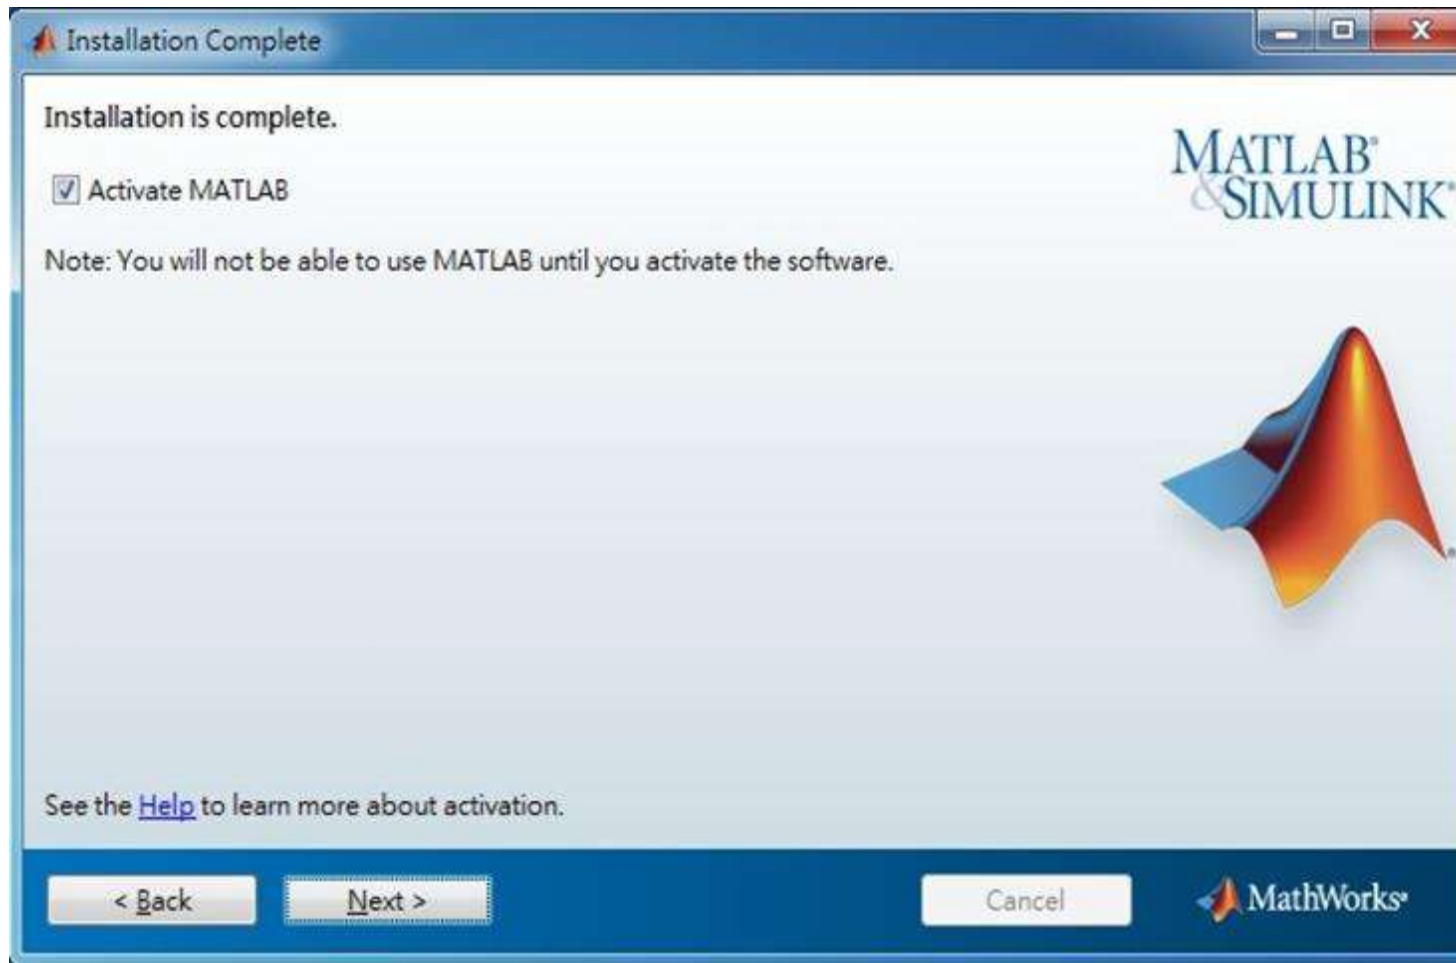 Installation Complete
Installation is complete.
Activate MATLAB
Note: You will not be able to use MATLAB until you activate the software.
MATLAB®
&SIMULINK®
See the Help to learn more about activation.
< Back
Next >
Cancel
MathWorks®